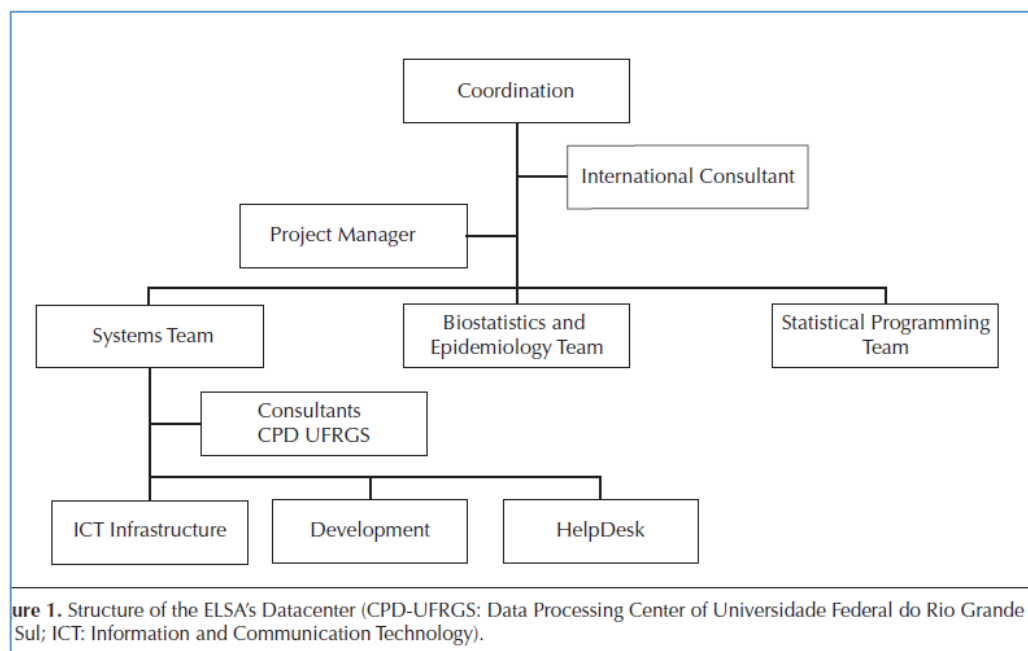 Coordination
International Consultant
Project Manager
Systems Team
Biostatistics and
Epidemiology Team
Statistical Programming
Team
Consultants
CPD UFRGS
ICT Infrastructure
Development
HelpDesk
ure 1. Structure of the ELSA's Datacenter (CPD-UFRGS: Data Processing Center of Universidade Federal do Rio Grande
Sul; ICT: Information and Communication Technology).